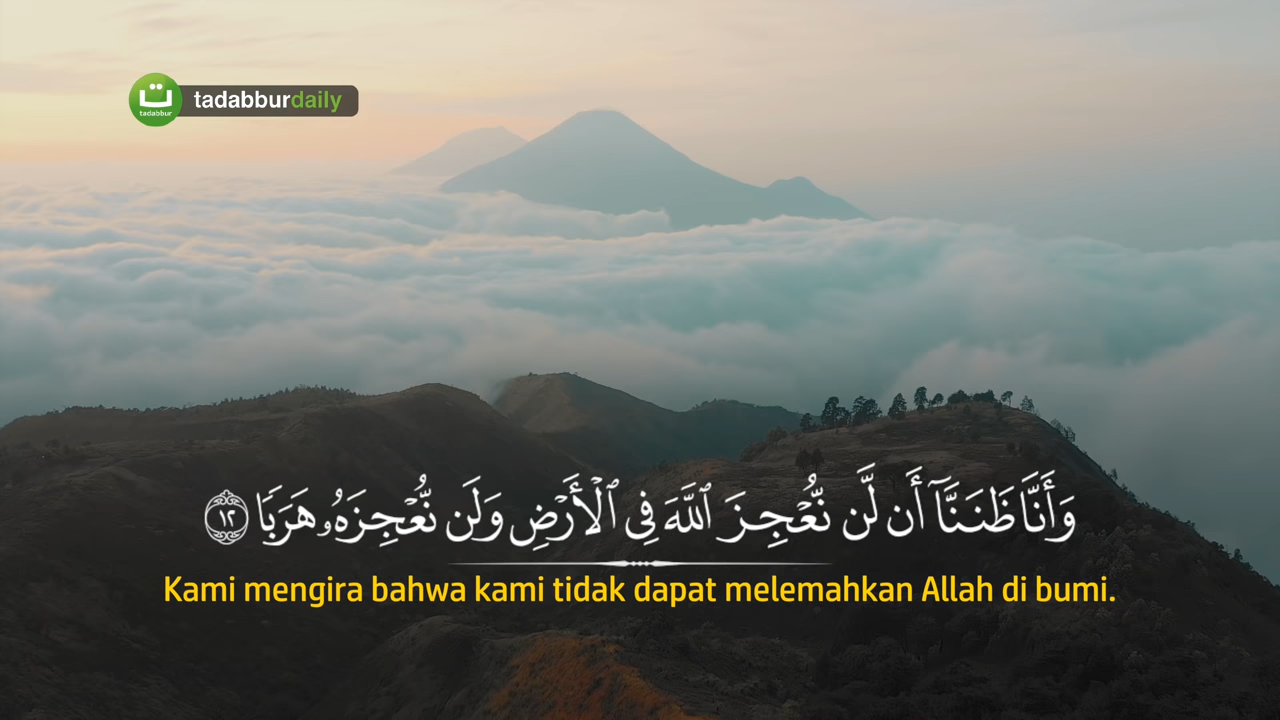 ت
tadabbur
tadabburdaily
وَأَنَّا ظَنَنَّآ أَن لَّن نُّعْجِزَ ٱللَّهَ فِى ٱلْأَرْضِ وَلَن نُّعْجِزَهُۥ هَرَبًا ١٢
Kami mengira bahwa kami tidak dapat melemahkan Allah di bumi.